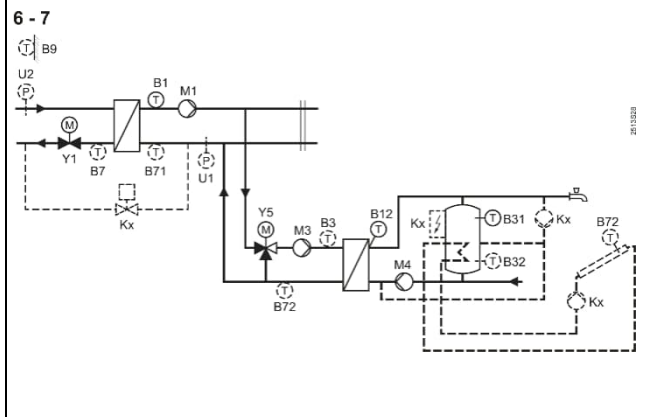 6 - 7
T B9
U2
P
B1
T
M1
M
Y1
T
B7
T
B71
P
U1
Kx
2513S28
Y5
M
M3
B3
T
B12
T
Kx
T B31
Kx
B72
T
T B32
M4
T
B72
Kx